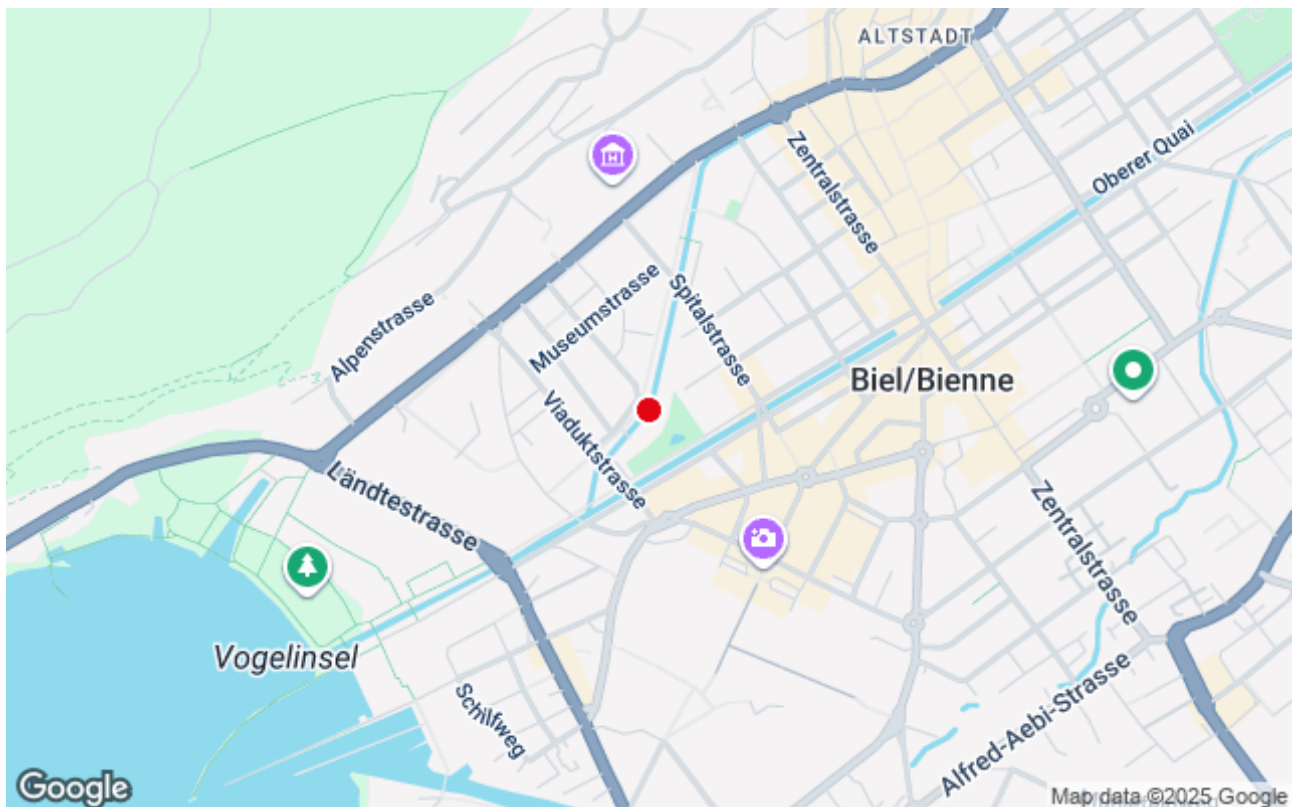 ALTSTADT
Oberer Quai
Zentralstrasse
Museumstrasse
Spitalstrasse
Alpenstrasse
Biel/Bienne
Viaduktstrasse
Ländtestrasse
Zentralstrasse
Vogelinsel
Schilfweg
Alfred-Aebi-Strasse
Google
Map data ©2025 Google